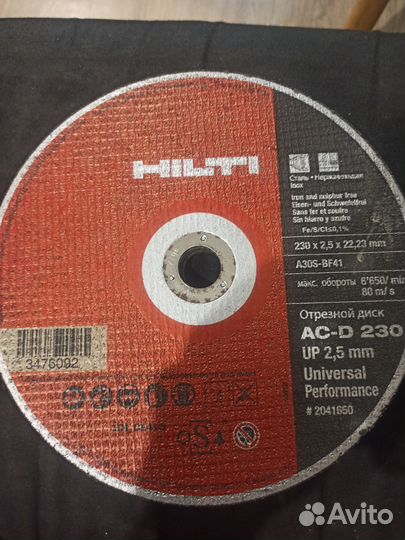 HILTI
Сталь · Нержавеющая
Inox
Iron and sulphur free
Eisen- und Schwefelfrei
Sans fer et soufre
Sin hierro y azufre
Fe/S/Cl≤0,1%
230 x 2,5 x 22,23 mm
A30S-BF41
макс. обороты 6'650/ min
80 m/ s
Отрезной диск
AC-D 230
UP 2,5 mm
Universal
Performance
# 2041650
3476092
Avito